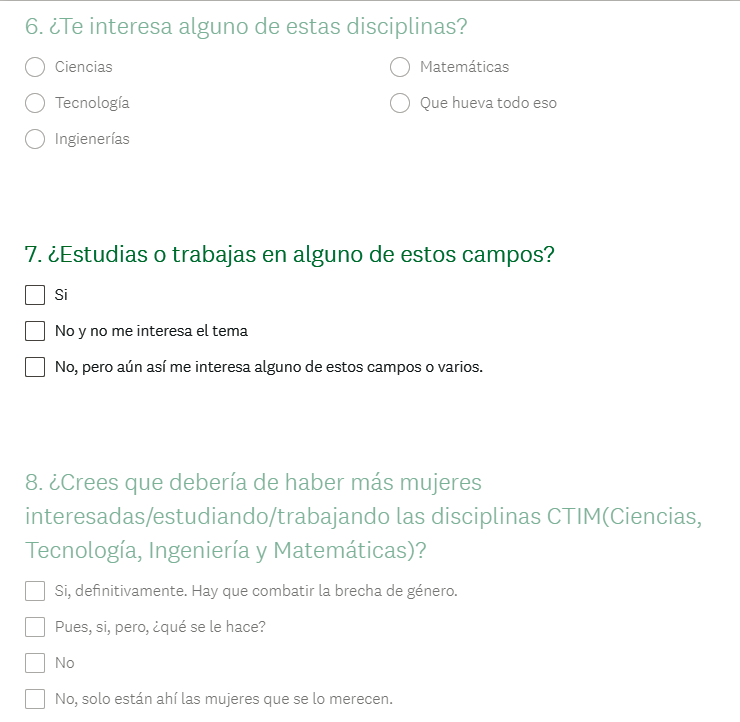 6. ¿Te interesa alguno de estas disciplinas?
Ciencias
Matemáticas
Tecnología
Que hueva todo eso
Ingienerías
7. ¿Estudias o trabajas en alguno de estos campos?
Si
No y no me interesa el tema
No, pero aún así me interesa alguno de estos campos o varios.
8. ¿Crees que debería de haber más mujeres
interesadas/estudiando/trabajando las disciplinas CTIM(Ciencias,
Tecnología, Ingeniería y Matemáticas)?
Si, definitivamente. Hay que combatir la brecha de género.
Pues, si, pero, ¿qué se le hace?
No
No, solo están ahí las mujeres que se lo merecen.